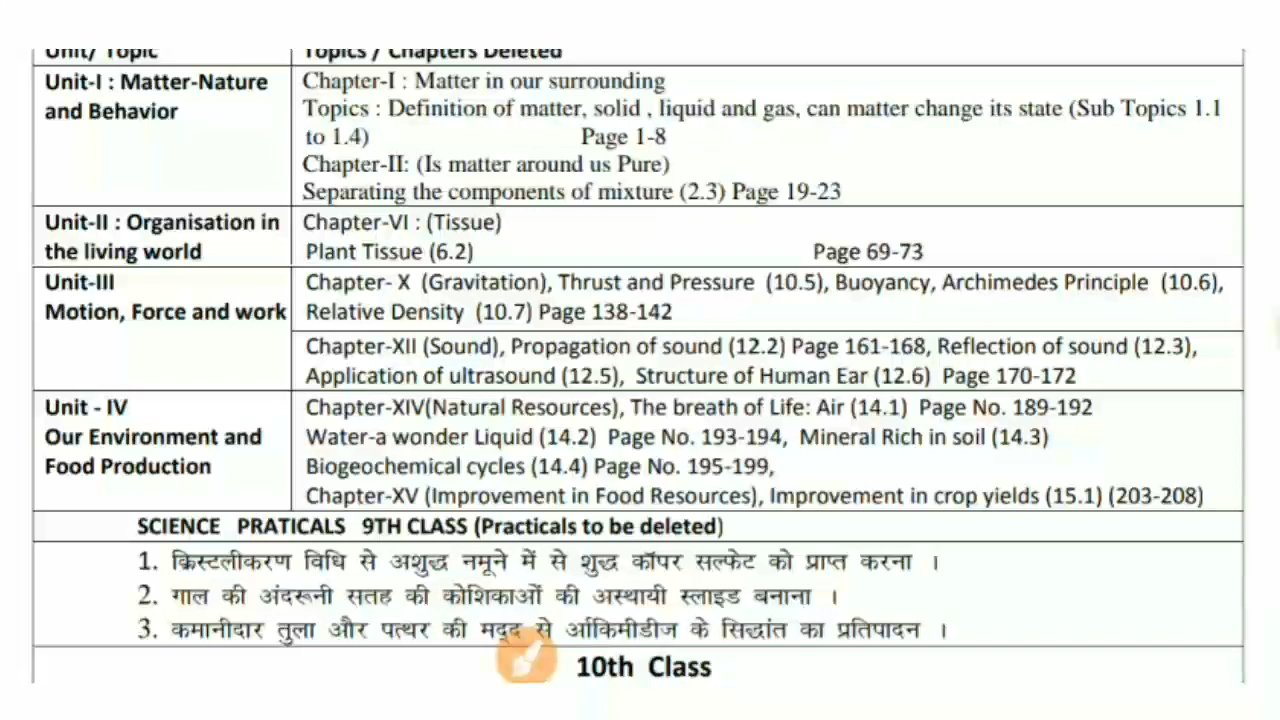 Unit/ Topic Topics / Chapters Deleted
Unit-I : Matter-Nature and Behavior
Chapter-I : Matter in our surrounding
Topics : Definition of matter, solid , liquid and gas, can matter change its state (Sub Topics 1.1
to 1.4) Page 1-8
Chapter-II: (Is matter around us Pure)
Separating the components of mixture (2.3) Page 19-23
Unit-II : Organisation in
the living world
Chapter-VI : (Tissue)
Plant Tissue (6.2) Page 69-73
Unit-III
Motion, Force and work
Chapter- X (Gravitation), Thrust and Pressure (10.5), Buoyancy, Archimedes Principle (10.6),
Relative Density (10.7) Page 138-142
Chapter-XII (Sound), Propagation of sound (12.2) Page 161-168, Reflection of sound (12.3),
Application of ultrasound (12.5), Structure of Human Ear (12.6) Page 170-172
Unit - IV
Our Environment and
Food Production
Chapter-XIV(Natural Resources), The breath of Life: Air (14.1) Page No. 189-192
Water-a wonder Liquid (14.2) Page No. 193-194, Mineral Rich in soil (14.3)
Biogeochemical cycles (14.4) Page No. 195-199,
Chapter-XV (Improvement in Food Resources), Improvement in crop yields (15.1) (203-208)
SCIENCE PRATICALS 9TH CLASS (Practicals to be deleted)
1. क्रिस्टलीकरण विधि से अशुद्ध नमूने में से शुद्ध कॉपर सल्फेट को प्राप्त करना ।
2. गाल की अंदरूनी सतह की कोशिकाओं की अस्थायी स्लाइड बनाना ।
3. कमानीदार तुला और पत्थर की मदद से आर्किमीडीज के सिद्धांत का प्रतिपादन ।
10th Class